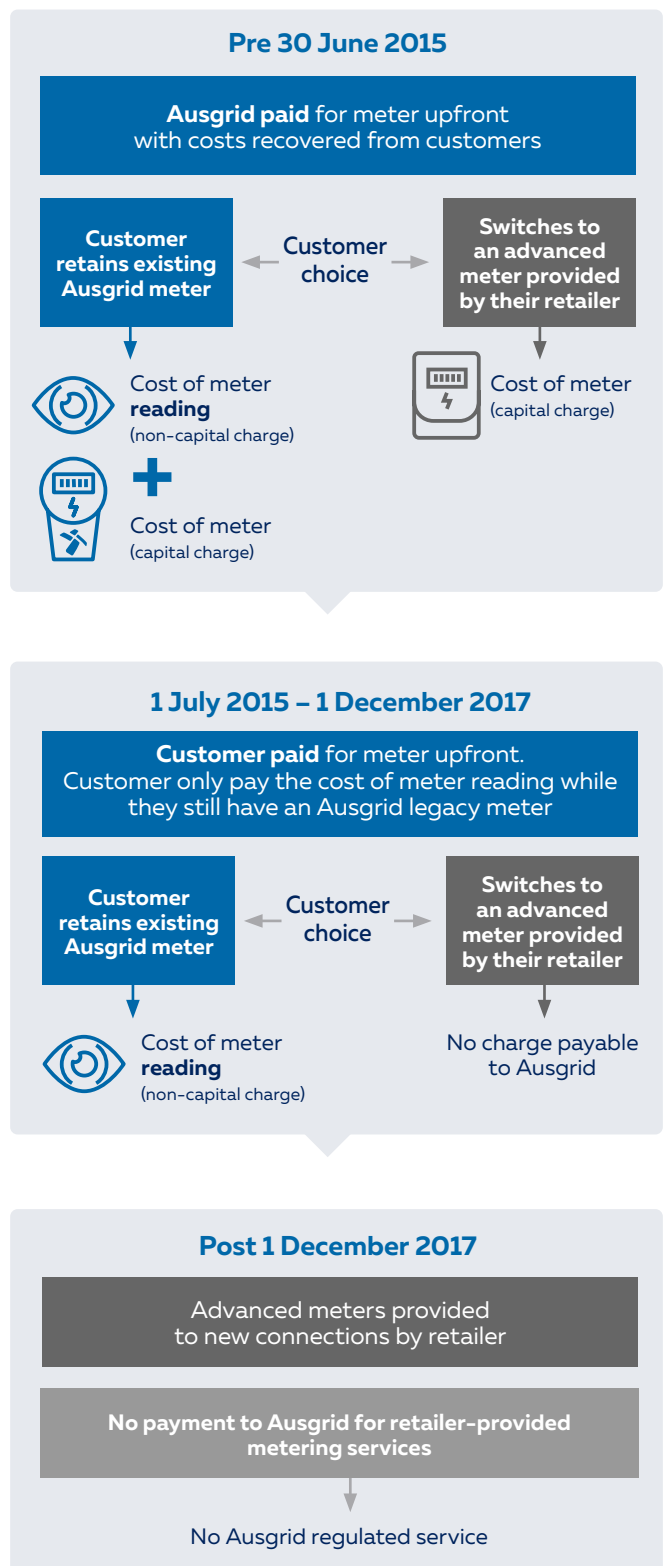 Pre 30 June 2015
Ausgrid paid for meter upfront
with costs recovered from customers
Customer
retains existing
Ausgrid meter
Customer
choice
Switches to
an advanced
meter provided
by their retailer
Cost of meter
reading
(non-capital charge)
+
Cost of meter
(capital charge)
Cost of meter
(capital charge)
1 July 2015 – 1 December 2017
Customer paid for meter upfront.
Customer only pay the cost of meter reading while
they still have an Ausgrid legacy meter
Customer
retains existing
Ausgrid meter
Customer
choice
Switches to
an advanced
meter provided
by their retailer
Cost of meter
reading
(non-capital charge)
No charge payable
to Ausgrid
Post 1 December 2017
Advanced meters provided
to new connections by retailer
No payment to Ausgrid for retailer-provided
metering services
No Ausgrid regulated service